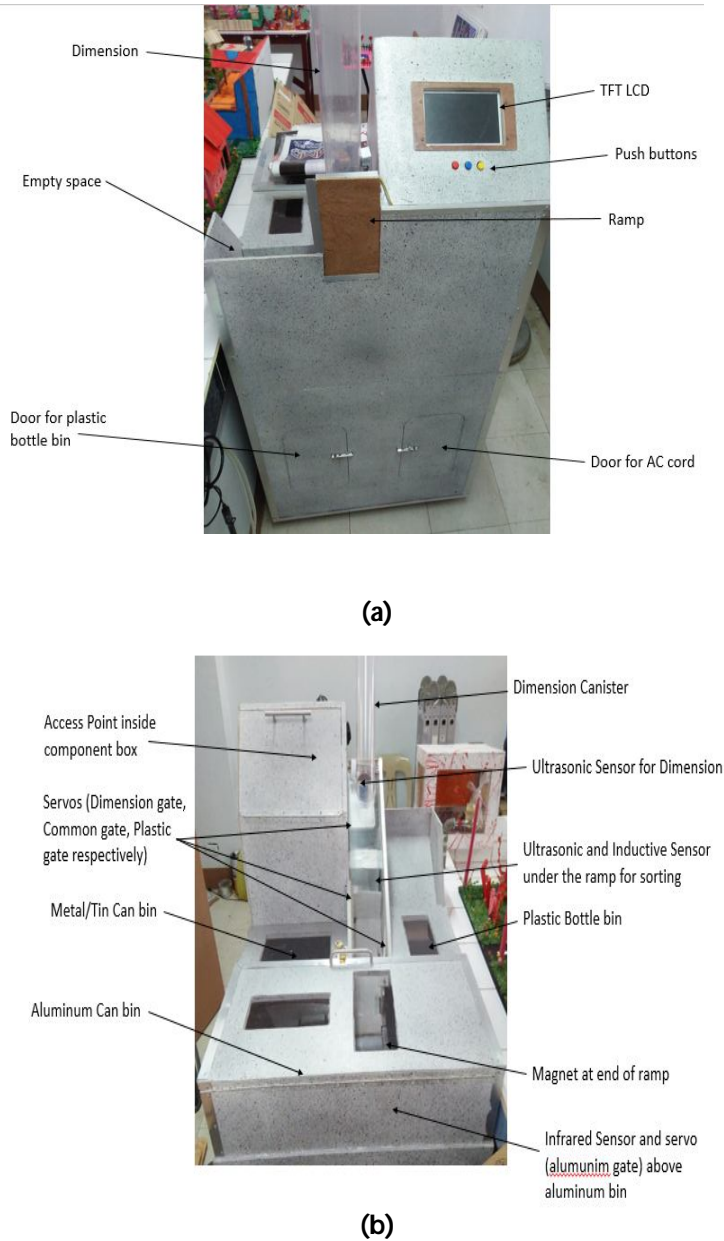 Dimension
TFT LCD
Push buttons
Empty space
Ramp
Door for plastic
bottle bin
Door for AC cord
(a)
Dimension Canister
Access Point inside
component box
Ultrasonic Sensor for Dimension
Servos (Dimension gate,
Common gate, Plastic
gate respectively)
Ultrasonic and Inductive Sensor
under the ramp for sorting
Metal/Tin Can bin
Plastic Bottle bin
Aluminum Can bin
Magnet at end of ramp
Infrared Sensor and servo
(alumunim gate) above
aluminum bin
(b)